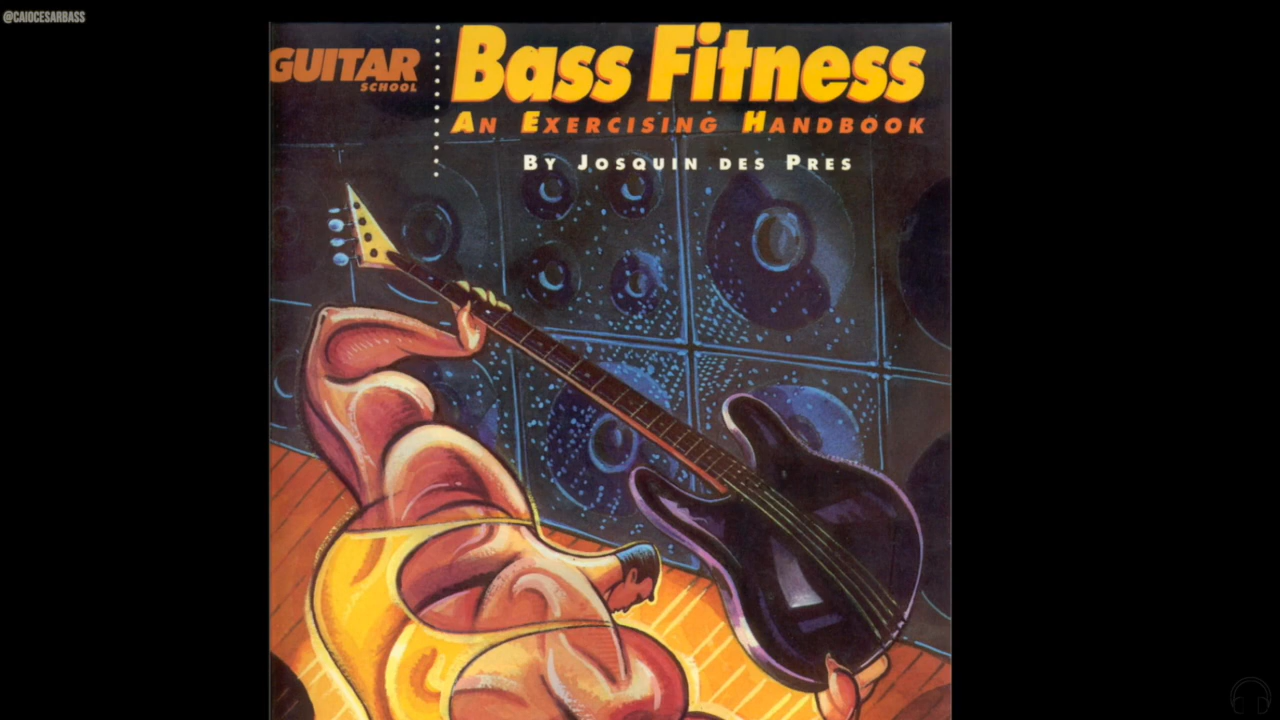 @CAIOCESARBASS
GUITAR
SCHOOL
Bass Fitness
AN EXERCISING HANDBOOK
BY JOSQUIN DES PRES